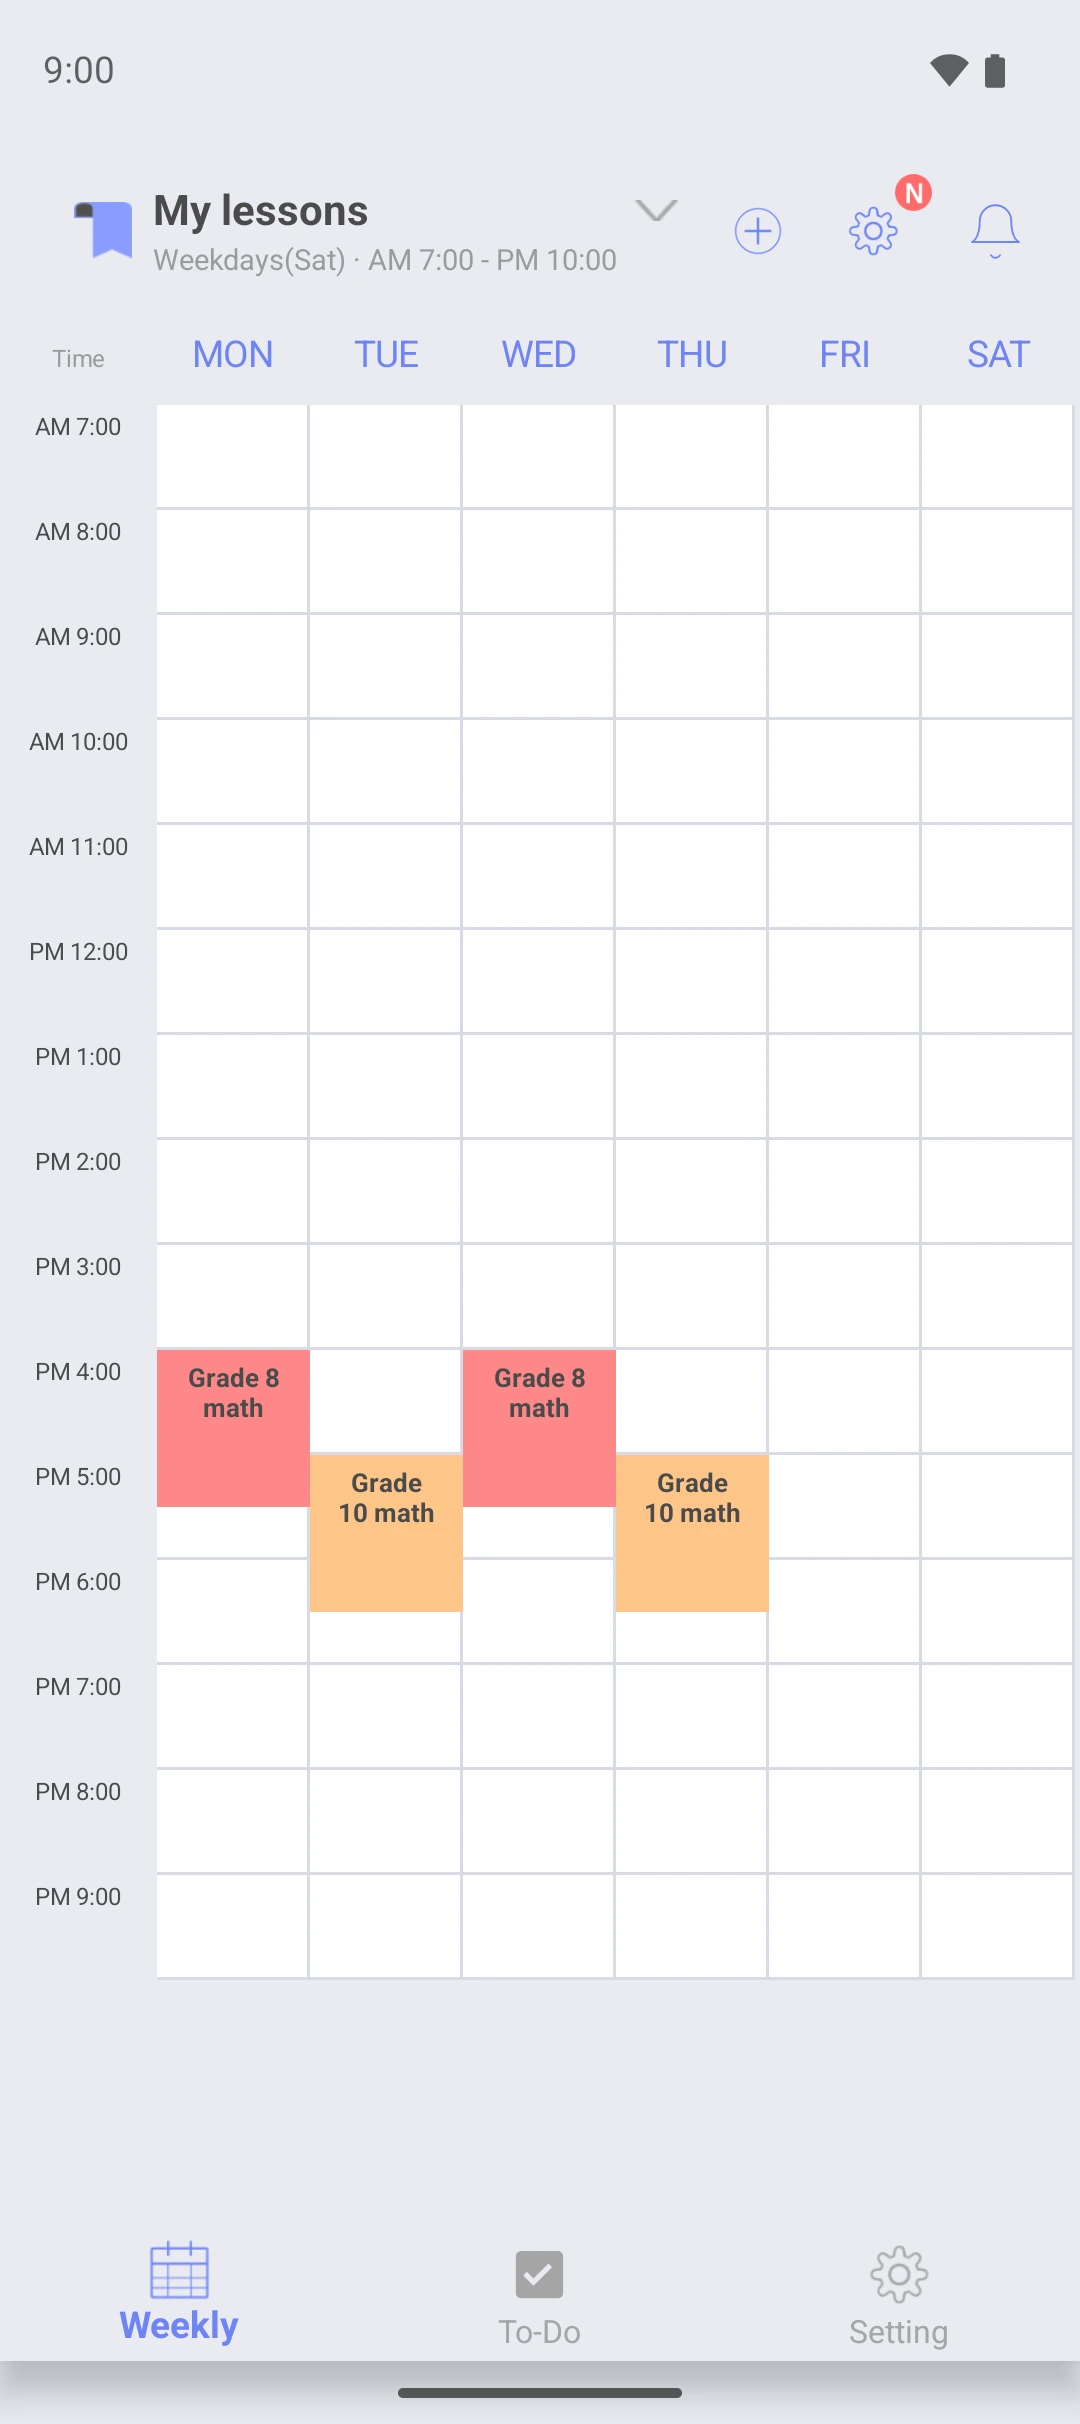 9:00
My lessons
N
Weekdays(Sat) · AM 7:00 - PM 10:00
Time MON TUE WED THU FRI SAT
AM 7:00
AM 8:00
AM 9:00
AM 10:00
AM 11:00
PM 12:00
PM 1:00
PM 2:00
PM 3:00
PM 4:00
Grade 8
math
Grade 8
math
PM 5:00
Grade
10 math
Grade
10 math
PM 6:00
PM 7:00
PM 8:00
PM 9:00
Weekly
To-Do
Setting